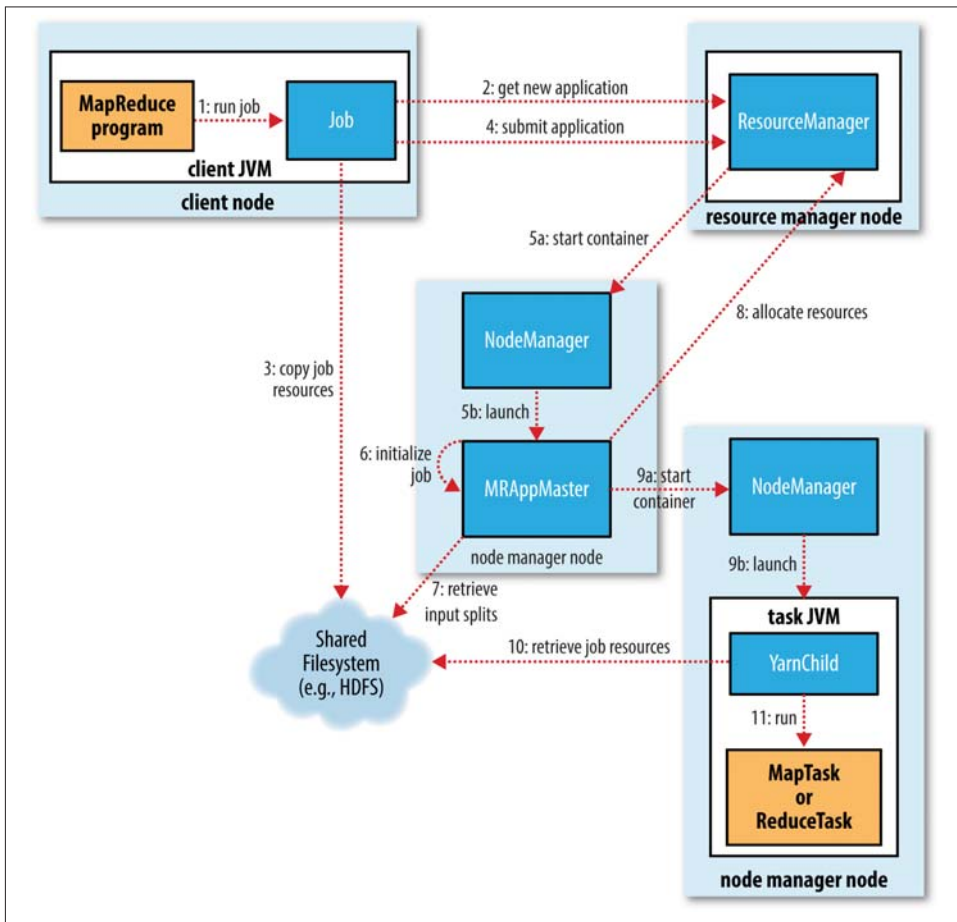 MapReduce
program
1: run job
Job
client JVM
client node
2: get new application
4: submit application
ResourceManager
resource manager node
5a: start container
8: allocate resources
3: copy job
resources
NodeManager
5b: launch
6: initialize
job
MRAppMaster
node manager node
9a: start
container
NodeManager
9b: launch
7: retrieve
input splits
Shared
Filesystem
(e.g., HDFS)
10: retrieve job resources
task JVM
YarnChild
11: run
MapTask
or
ReduceTask
node manager node